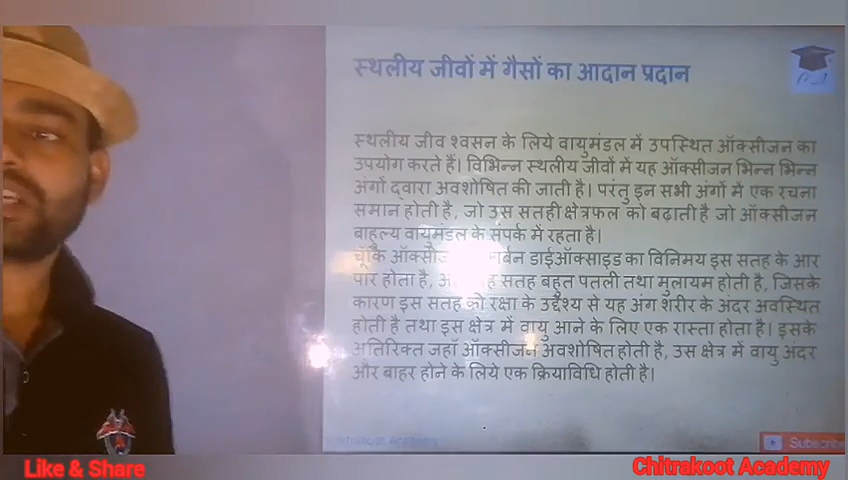 स्थलीय जीवों में गैसों का आदान प्रदान
स्थलीय जीव श्वसन के लिये वायुमंडल में उपस्थित ऑक्सीजन का
उपयोग करते हैं। विभिन्न स्थलीय जीवों में यह ऑक्सीजन भिन्न भिन्न
अंगों द्वारा अवशोषित की जाती है। परंतु इन सभी अंगों में एक रचना
समान होती है, जो उस सतही क्षेत्रफल को बढ़ाती है जो ऑक्सीजन
बाहुल्य वायुमंडल के संपर्क में रहता है।
चूँकि डाईऑक्साइड का विनिमय इस सतह के आर
पार होता है, सतह बहुत पतली तथा मुलायम होती है, जिसके
कारण इस सतह की रक्षा के उद्देश्य से यह अंग शरीर के अंदर अवस्थित
होती है तथा इस क्षेत्र में वायु आने के लिए एक रास्ता होता है। इसके
अतिरिक्त जहाँ ऑक्सीजन अवशोषित होती है, उस क्षेत्र में वायु अंदर
और बाहर होने के लिये एक क्रियाविधि होती है।
Chitrakoot Academy
Subscribe
Like & Share
Chitrakoot Academy